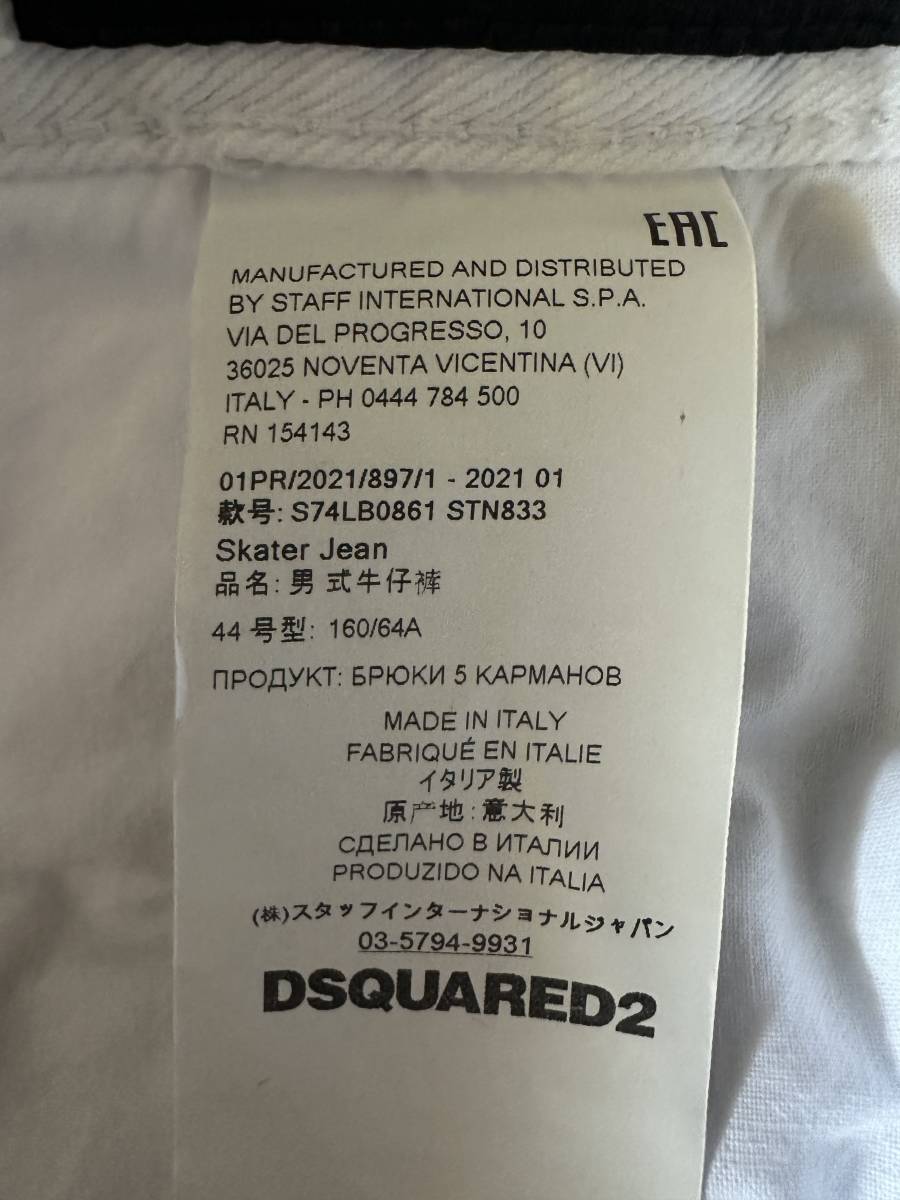 EAC
MANUFACTURED AND DISTRIBUTED
BY STAFF INTERNATIONAL S.P.A.
VIA DEL PROGRESSO, 10
36025 NOVENTA VICENTINA (VI)
ITALY - PH 0444 784 500
RN 154143
01PR/2021/897/1 - 2021 01
款号: S74LB0861 STN833
Skater Jean
品名: 男式牛仔裤
44 号型: 160/64A
ПРОДУКТ: БРЮКИ 5 КАРМАНОВ
MADE IN ITALY
FABRIQUÉ EN ITALIE
イタリア製
原产地: 意大利
СДЕЛАНО В ИТАЛИИ
PRODUZIDO NA ITALIA
(株)スタッフインターナショナルジャパン
03-5794-9931
DSQUARED2